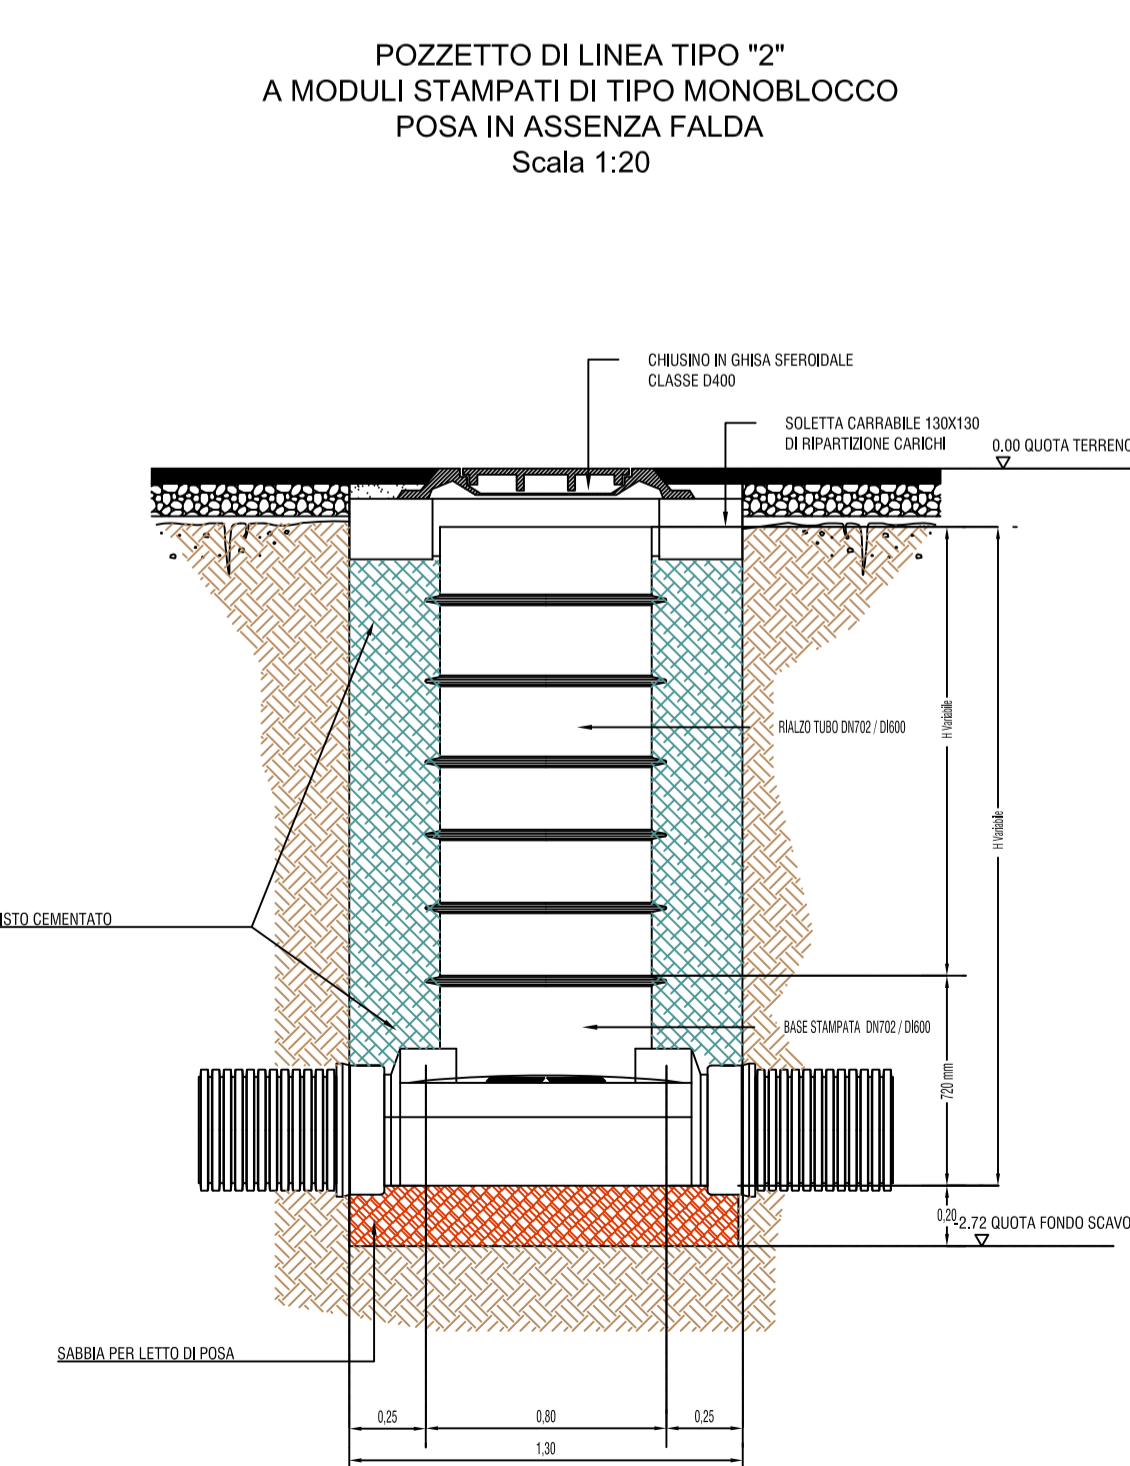 POZZETTO DI LINEA TIPO "2"
A MODULI STAMPATI DI TIPO MONOBLOCCO
POSA IN ASSENZA FALDA
Scala 1:20
CHIUSINO IN GHISA SFEROIDALE
CLASSE D400
SOLETTA CARRABILE 130X130
DI RIPARTIZIONE CARICHI
0.00 QUOTA TERRENO
RIALZO TUBO DN702 / DI600
H Variabile
H Variabile
ISTO CEMENTATO
BASE STAMPATA DN702 / DI600
720 mm
0,20
-2.72 QUOTA FONDO SCAVO
SABBIA PER LETTO DI POSA
0,25
0,80
0,25
1,30